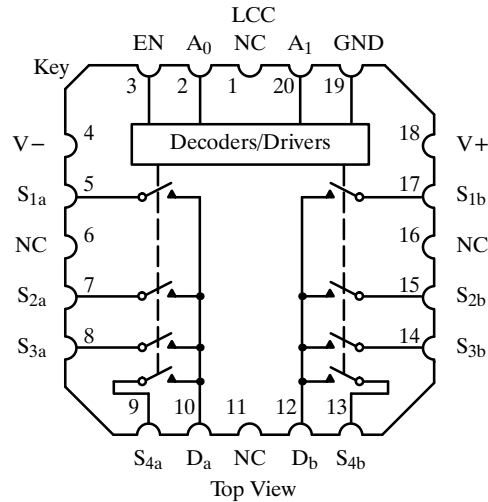 LCC
EN A0 NC A1 GND
Key
3 2 1 20 19
Decoders/Drivers
V− 4 18 V+
S1a 5 17 S1b
NC 6 16 NC
S2a 7 15 S2b
S3a 8 14 S3b
9 10 11 12 13
S4a Da NC Db S4b
Top View